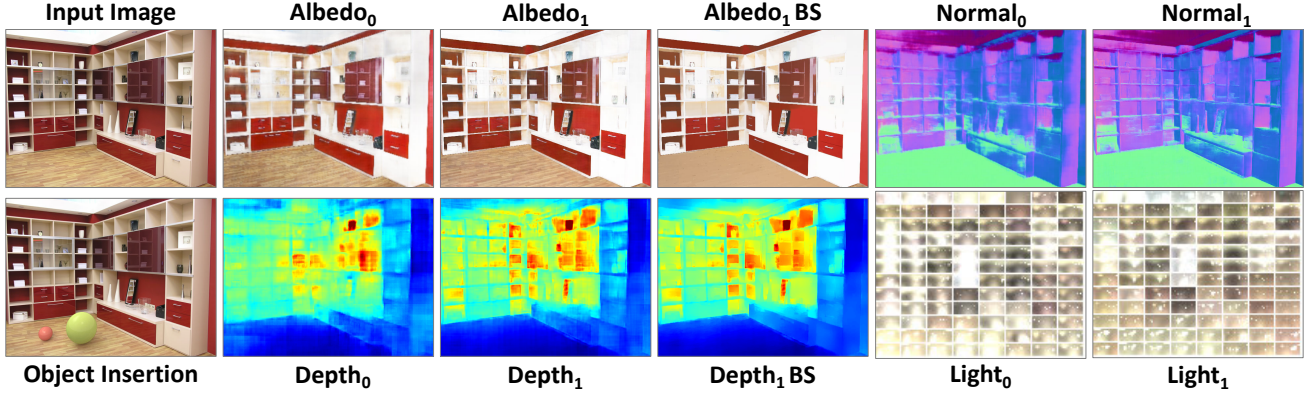 Input Image
Albedo₀
Albedo₁
Albedo₁ BS
Normal₀
Normal₁
Object Insertion
Depth₀
Depth₁
Depth₁ BS
Light₀
Light₁